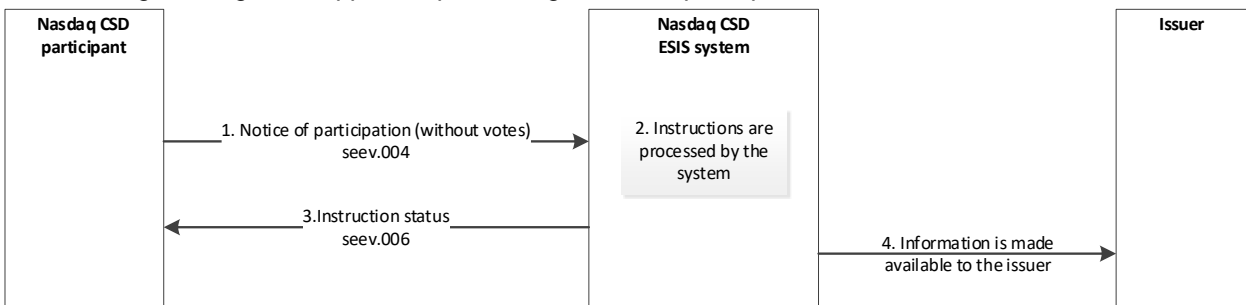 Nasdaq CSD
participant
Nasdaq CSD
ESIS system
Issuer
1. Notice of participation (without votes)
seev.004
2. Instructions are
processed by the
system
3.Instruction status
seev.006
4. Information is made
available to the issuer